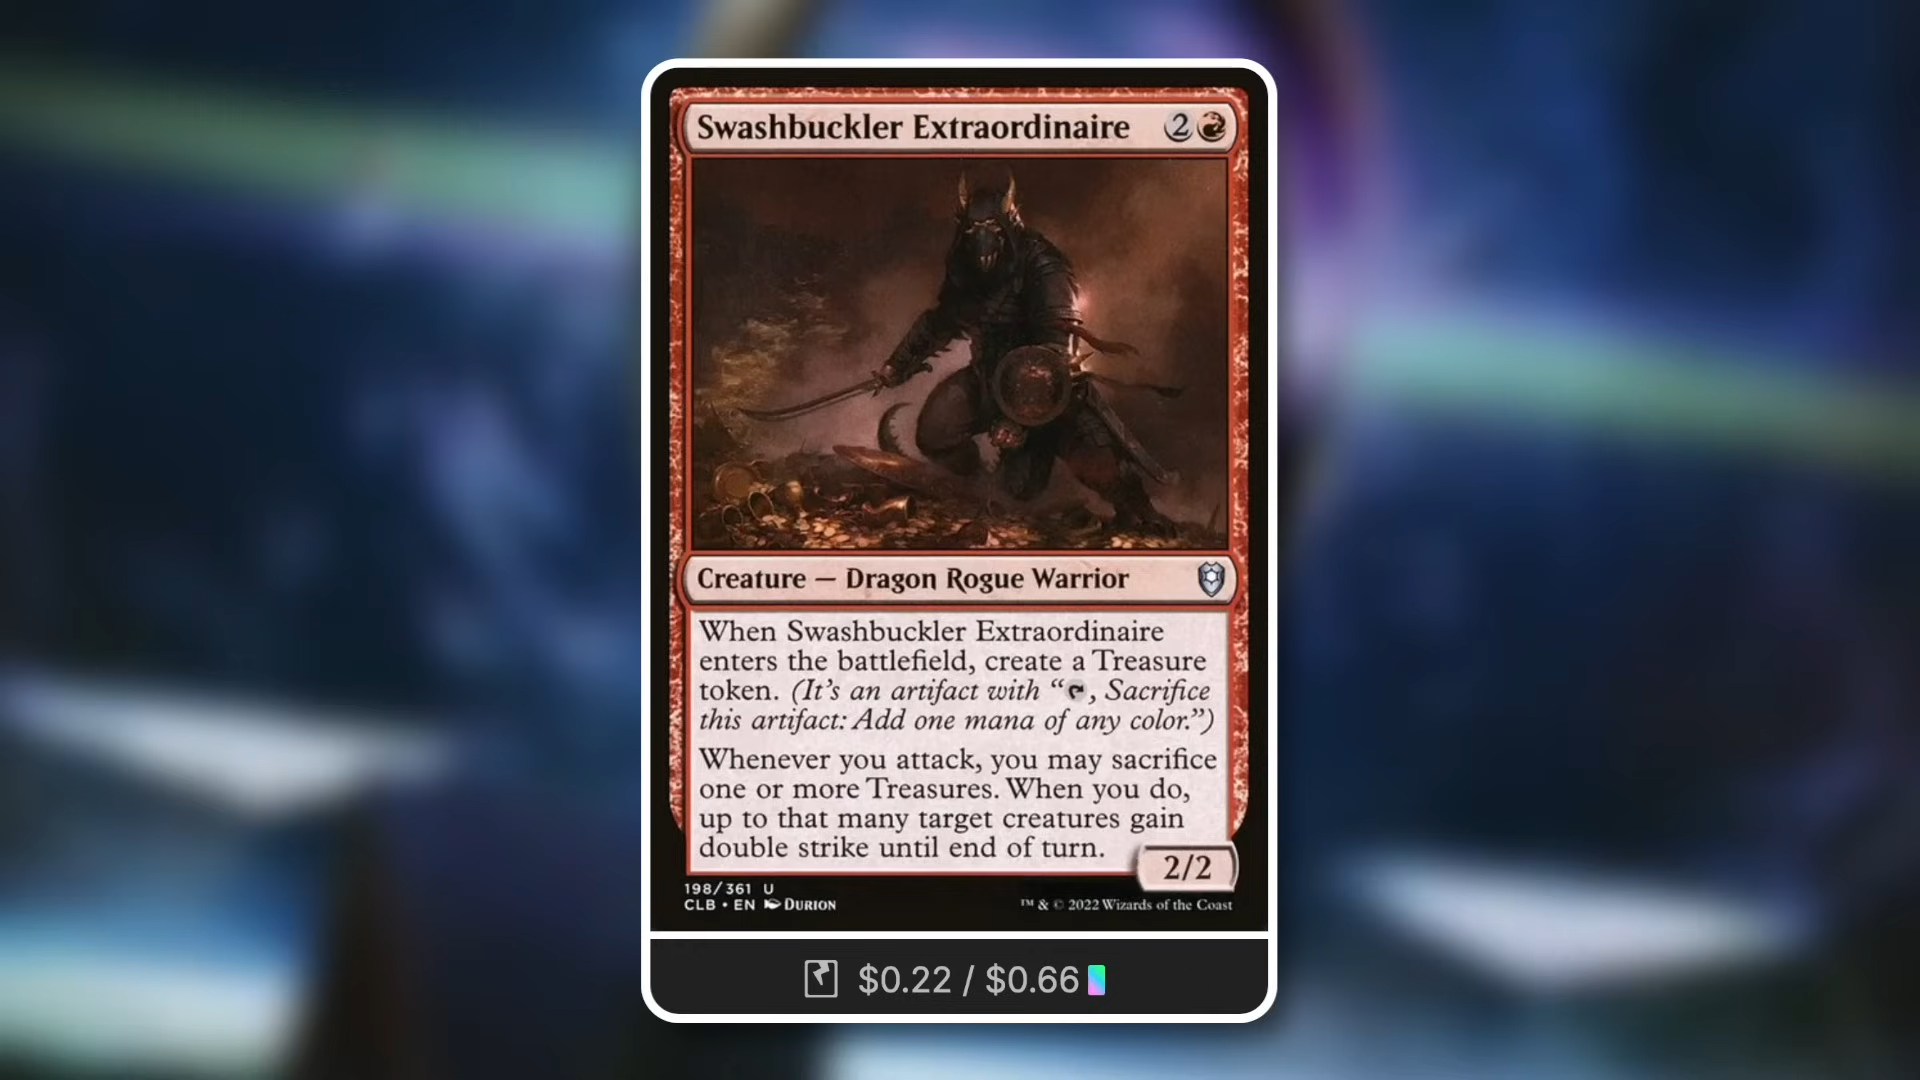 Swashbuckler Extraordinaire 2
Creature — Dragon Rogue Warrior
When Swashbuckler Extraordinaire
enters the battlefield, create a Treasure
token. (It's an artifact with “, Sacrifice
this artifact: Add one mana of any color.”)
Whenever you attack, you may sacrifice
one or more Treasures. When you do,
up to that many target creatures gain
double strike until end of turn.
2/2
198/361 U
CLB • EN DURION
™ & © 2022 Wizards of the Coast
$0.22 / $0.66